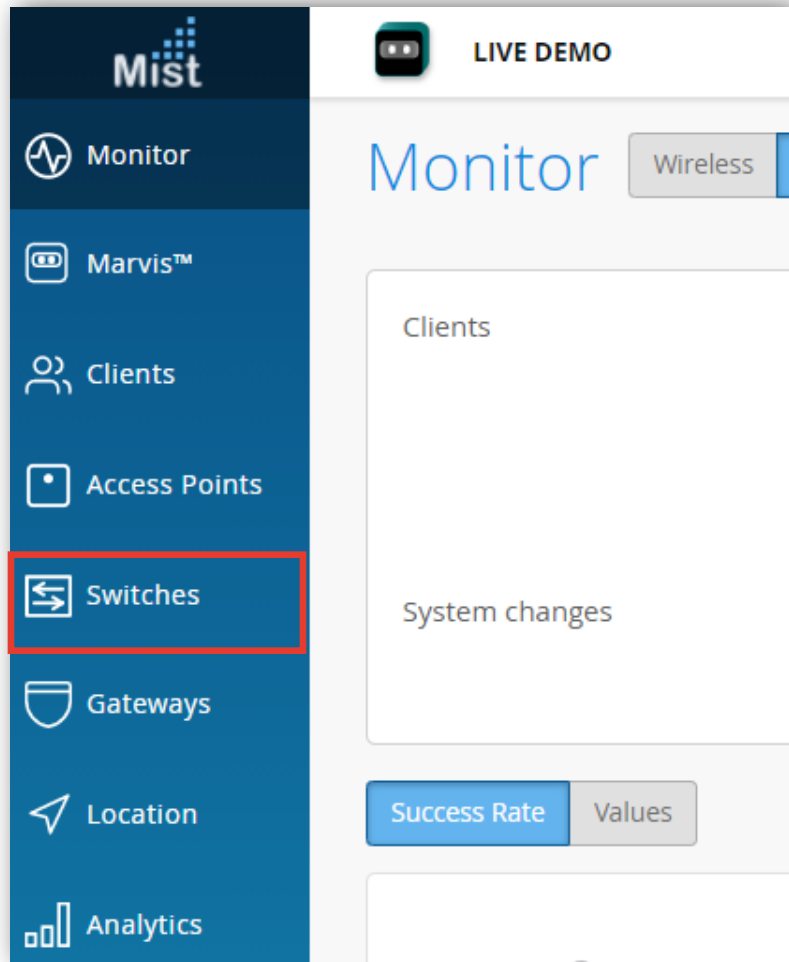 Mist
LIVE DEMO
Monitor
Marvis™
Clients
Access Points
Switches
Gateways
Location
Analytics
Monitor
Wireless
Clients
System changes
Success Rate
Values